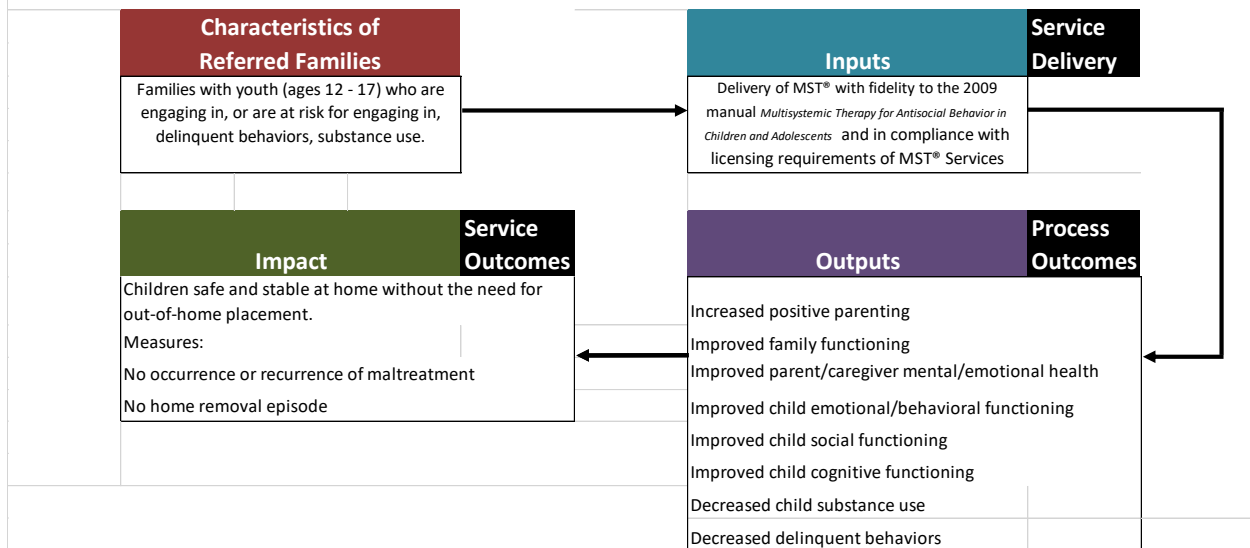 Characteristics of
Referred Families
Families with youth (ages 12 - 17) who are
engaging in, or are at risk for engaging in,
delinquent behaviors, substance use.
Inputs
Service
Delivery
Delivery of MST® with fidelity to the 2009
manual Multisystemic Therapy for Antisocial Behavior in
Children and Adolescents and in compliance with
licensing requirements of MST® Services
Outputs
Process
Outcomes
Increased positive parenting
Improved family functioning
Improved parent/caregiver mental/emotional health
Improved child emotional/behavioral functioning
Improved child social functioning
Improved child cognitive functioning
Decreased child substance use
Decreased delinquent behaviors
Impact
Service
Outcomes
Children safe and stable at home without the need for
out-of-home placement.
Measures:
No occurrence or recurrence of maltreatment
No home removal episode